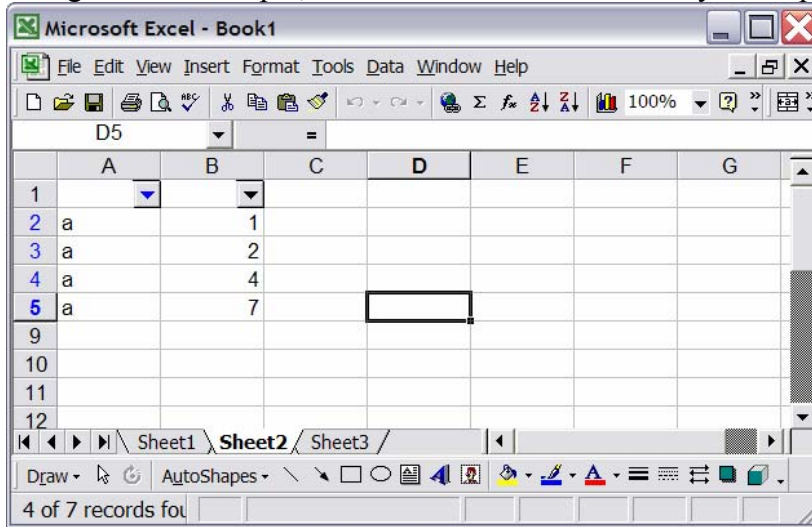 Microsoft Excel - Book1
File Edit View Insert Format Tools Data Window Help
100%
D5 =
A B C D E F G
1
2 a 1
3 a 2
4 a 4
5 a 7
9
10
11
12
Sheet1 Sheet2 Sheet3
Draw AutoShapes
4 of 7 records fou